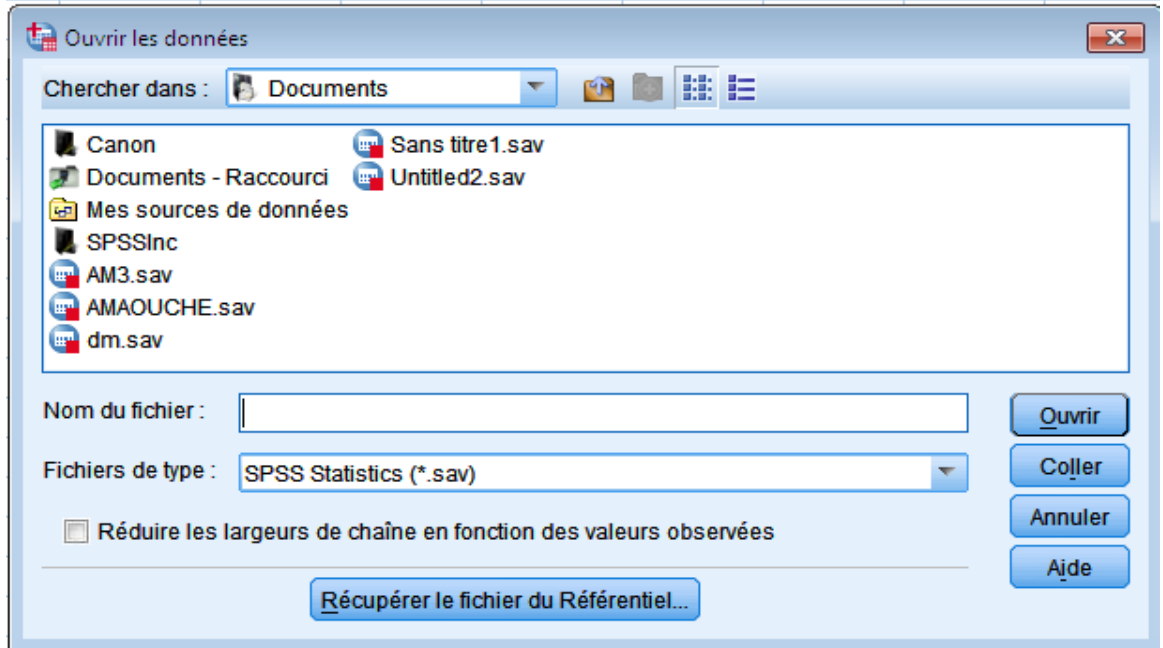 Ouvrir les données
Chercher dans : Documents
Canon
Documents - Raccourci
Mes sources de données
SPSSInc
AM3.sav
AMAOUCHE.sav
dm.sav
Sans titre1.sav
Untitled2.sav
Nom du fichier :
Ouvrir
Fichiers de type : SPSS Statistics (*.sav)
Coller
Réduire les largeurs de chaîne en fonction des valeurs observées
Annuler
Aide
Récupérer le fichier du Référentiel...